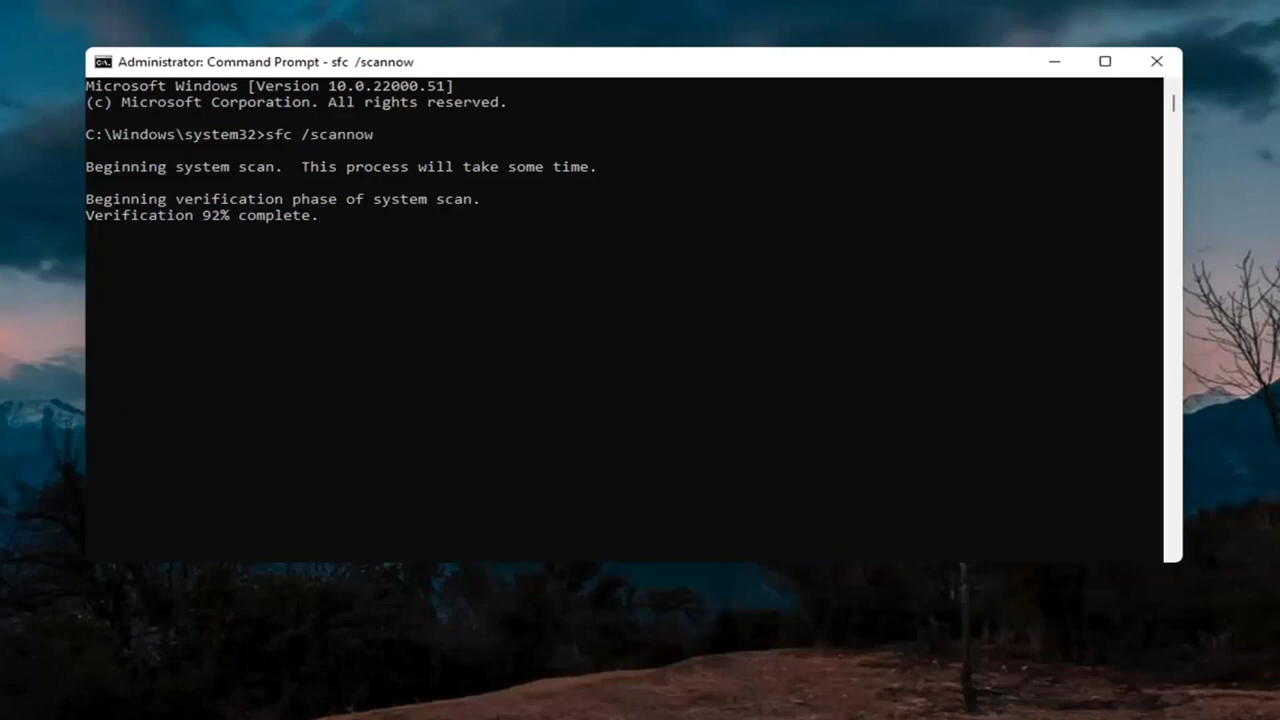 Administrator: Command Prompt - sfc  /scannow
Microsoft Windows [Version 10.0.22000.51]
(c) Microsoft Corporation. All rights reserved.
C:\Windows\system32>sfc /scannow
Beginning system scan.  This process will take some time.
Beginning verification phase of system scan.
Verification 92% complete.